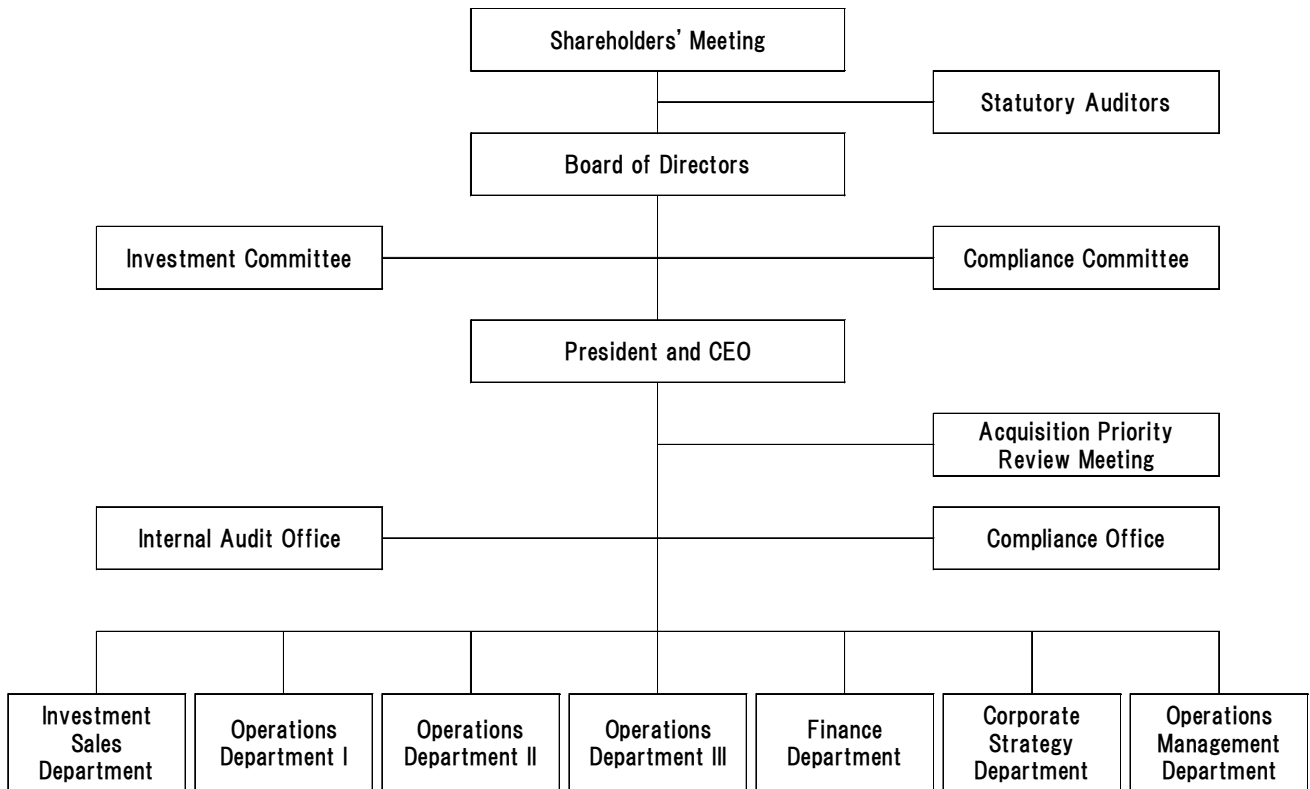 Shareholders' Meeting
Statutory Auditors
Board of Directors
Investment Committee
Compliance Committee
President and CEO
Acquisition Priority
Review Meeting
Internal Audit Office
Compliance Office
Investment
Sales
Department
Operations
Department I
Operations
Department II
Operations
Department III
Finance
Department
Corporate
Strategy
Department
Operations
Management
Department